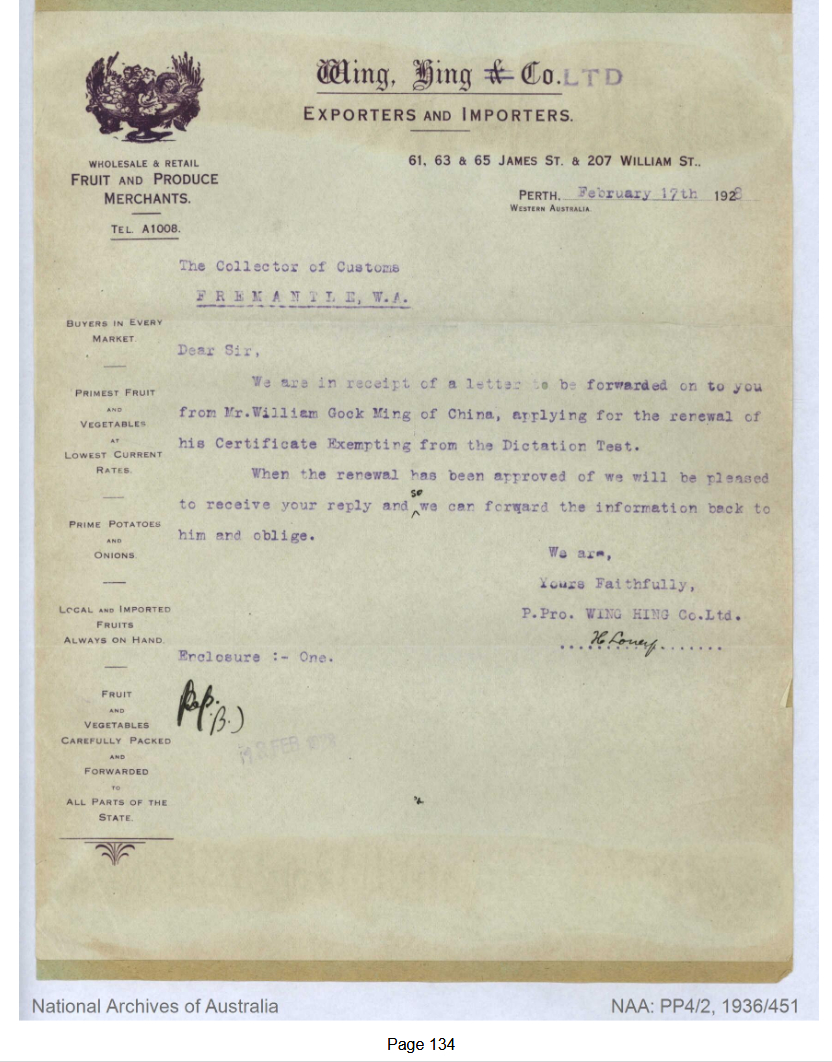 Wing, Hing & Co. LTD
EXPORTERS AND IMPORTERS.
61, 63 & 65 JAMES ST. & 207 WILLIAM ST..
WHOLESALE & RETAIL
FRUIT AND PRODUCE
MERCHANTS.
TEL. A1008.
PERTH, February 17th 1928
WESTERN AUSTRALIA.
The Collector of Customs
FREMANTLE, W.A.
Dear Sir,
We are in receipt of a letter to be forwarded on to you
from Mr.William Gock Ming of China, applying for the renewal of
his Certificate Exempting from the Dictation Test.
When the renewal has been approved of we will be pleased
to receive your reply and so we can forward the information back to
him and oblige.
We are,
Yours Faithfully,
P.Pro. WING HING Co.Ltd.
Enclosure :- One.
BUYERS IN EVERY
MARKET
PRIMEST FRUIT
AND
VEGETABLES
AT
LOWEST CURRENT
RATES.
PRIME POTATOES
AND
ONIONS.
LOCAL AND IMPORTED
FRUITS
ALWAYS ON HAND.
FRUIT
AND
VEGETABLES
CAREFULLY PACKED
AND
FORWARDED
TO
ALL PARTS OF THE
STATE.
FEB
National Archives of Australia
NAA: PP4/2, 1936/451
Page 134